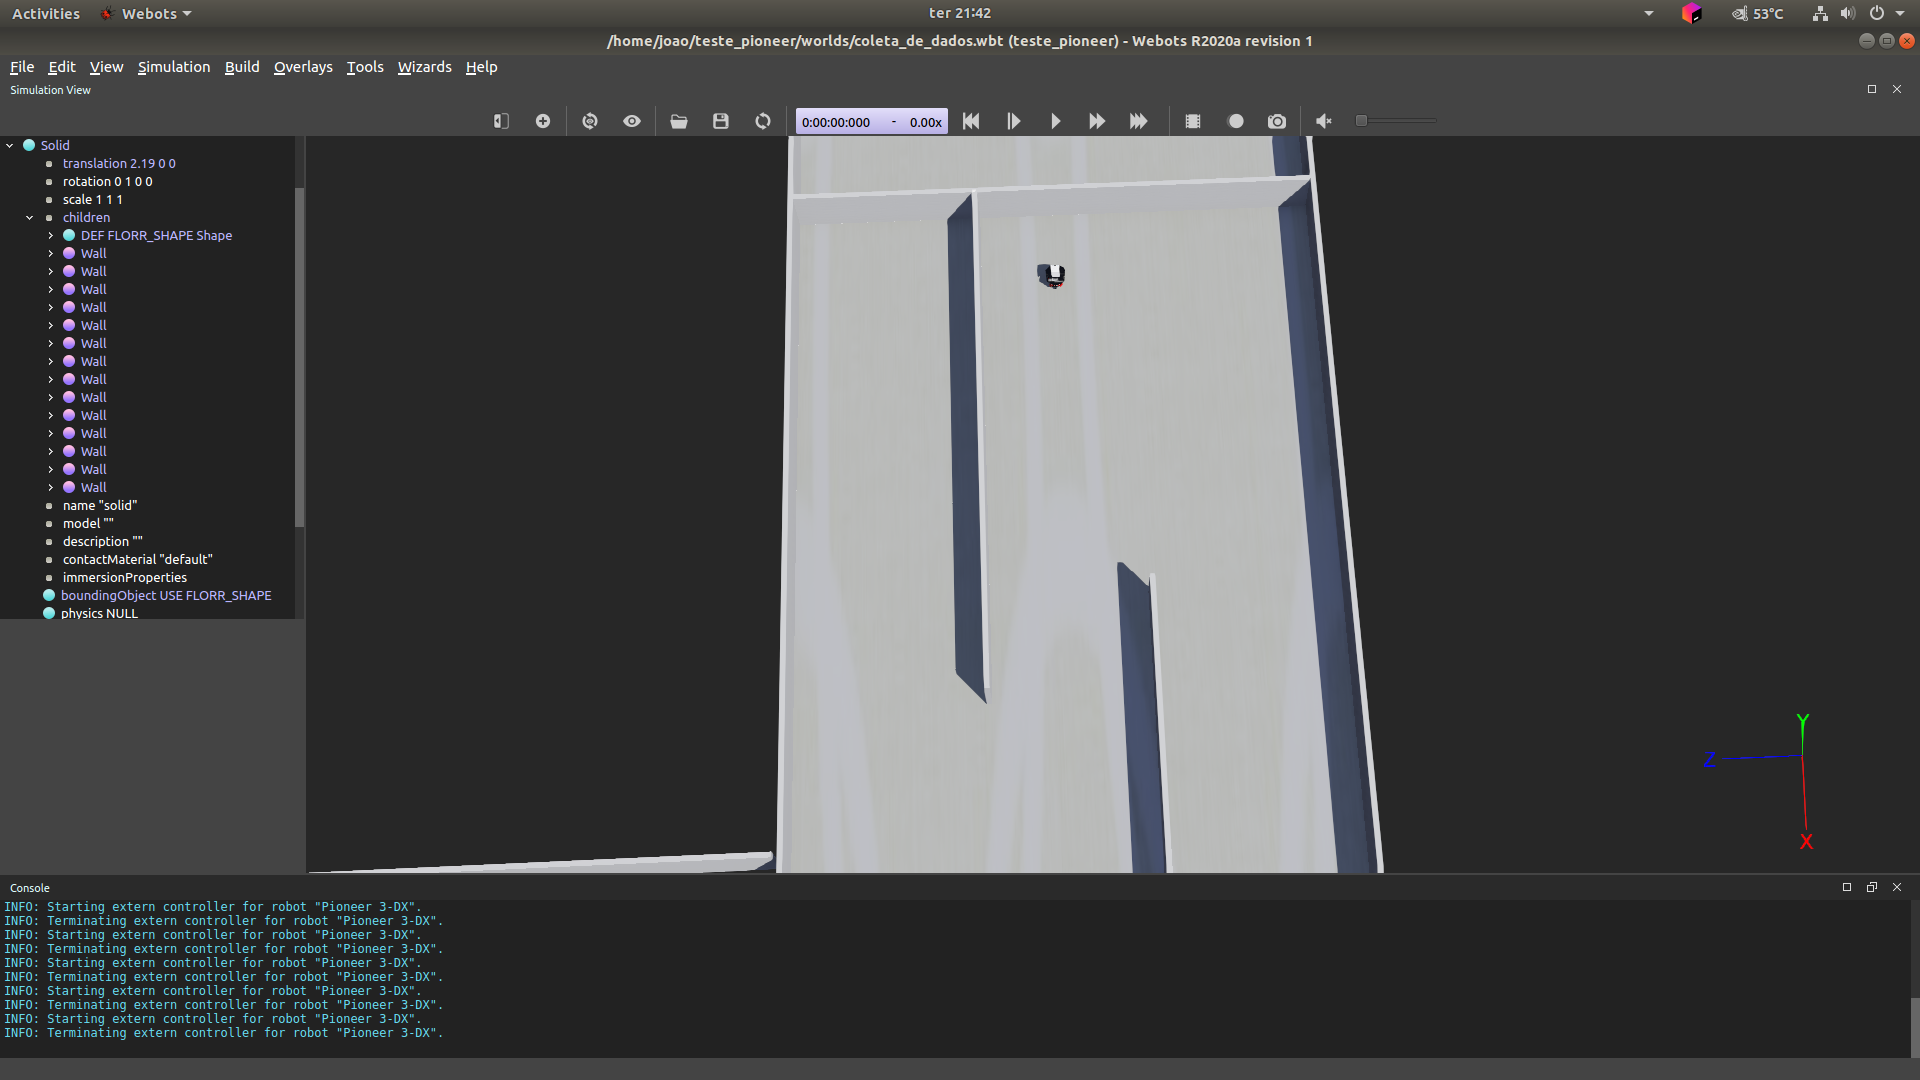 Activities Webots ter 21:42 53°C
/home/joao/teste_pioneer/worlds/coleta_de_dados.wbt (teste_pioneer) - Webots R2020a revision 1
File Edit View Simulation Build Overlays Tools Wizards Help
Simulation View
0:00:00:000 - 0.00x
Solid
translation 2.19 0 0
rotation 0 1 0 0
scale 1 1 1
children
DEF FLORR_SHAPE Shape
Wall
Wall
Wall
Wall
Wall
Wall
Wall
Wall
Wall
Wall
Wall
Wall
Wall
Wall
name "solid"
model ""
description ""
contactMaterial "default"
immersionProperties
boundingObject USE FLORR_SHAPE
physics NULL
Y
Z
X
Console
INFO: Starting extern controller for robot "Pioneer 3-DX".
INFO: Terminating extern controller for robot "Pioneer 3-DX".
INFO: Starting extern controller for robot "Pioneer 3-DX".
INFO: Terminating extern controller for robot "Pioneer 3-DX".
INFO: Starting extern controller for robot "Pioneer 3-DX".
INFO: Terminating extern controller for robot "Pioneer 3-DX".
INFO: Starting extern controller for robot "Pioneer 3-DX".
INFO: Terminating extern controller for robot "Pioneer 3-DX".
INFO: Starting extern controller for robot "Pioneer 3-DX".
INFO: Terminating extern controller for robot "Pioneer 3-DX".